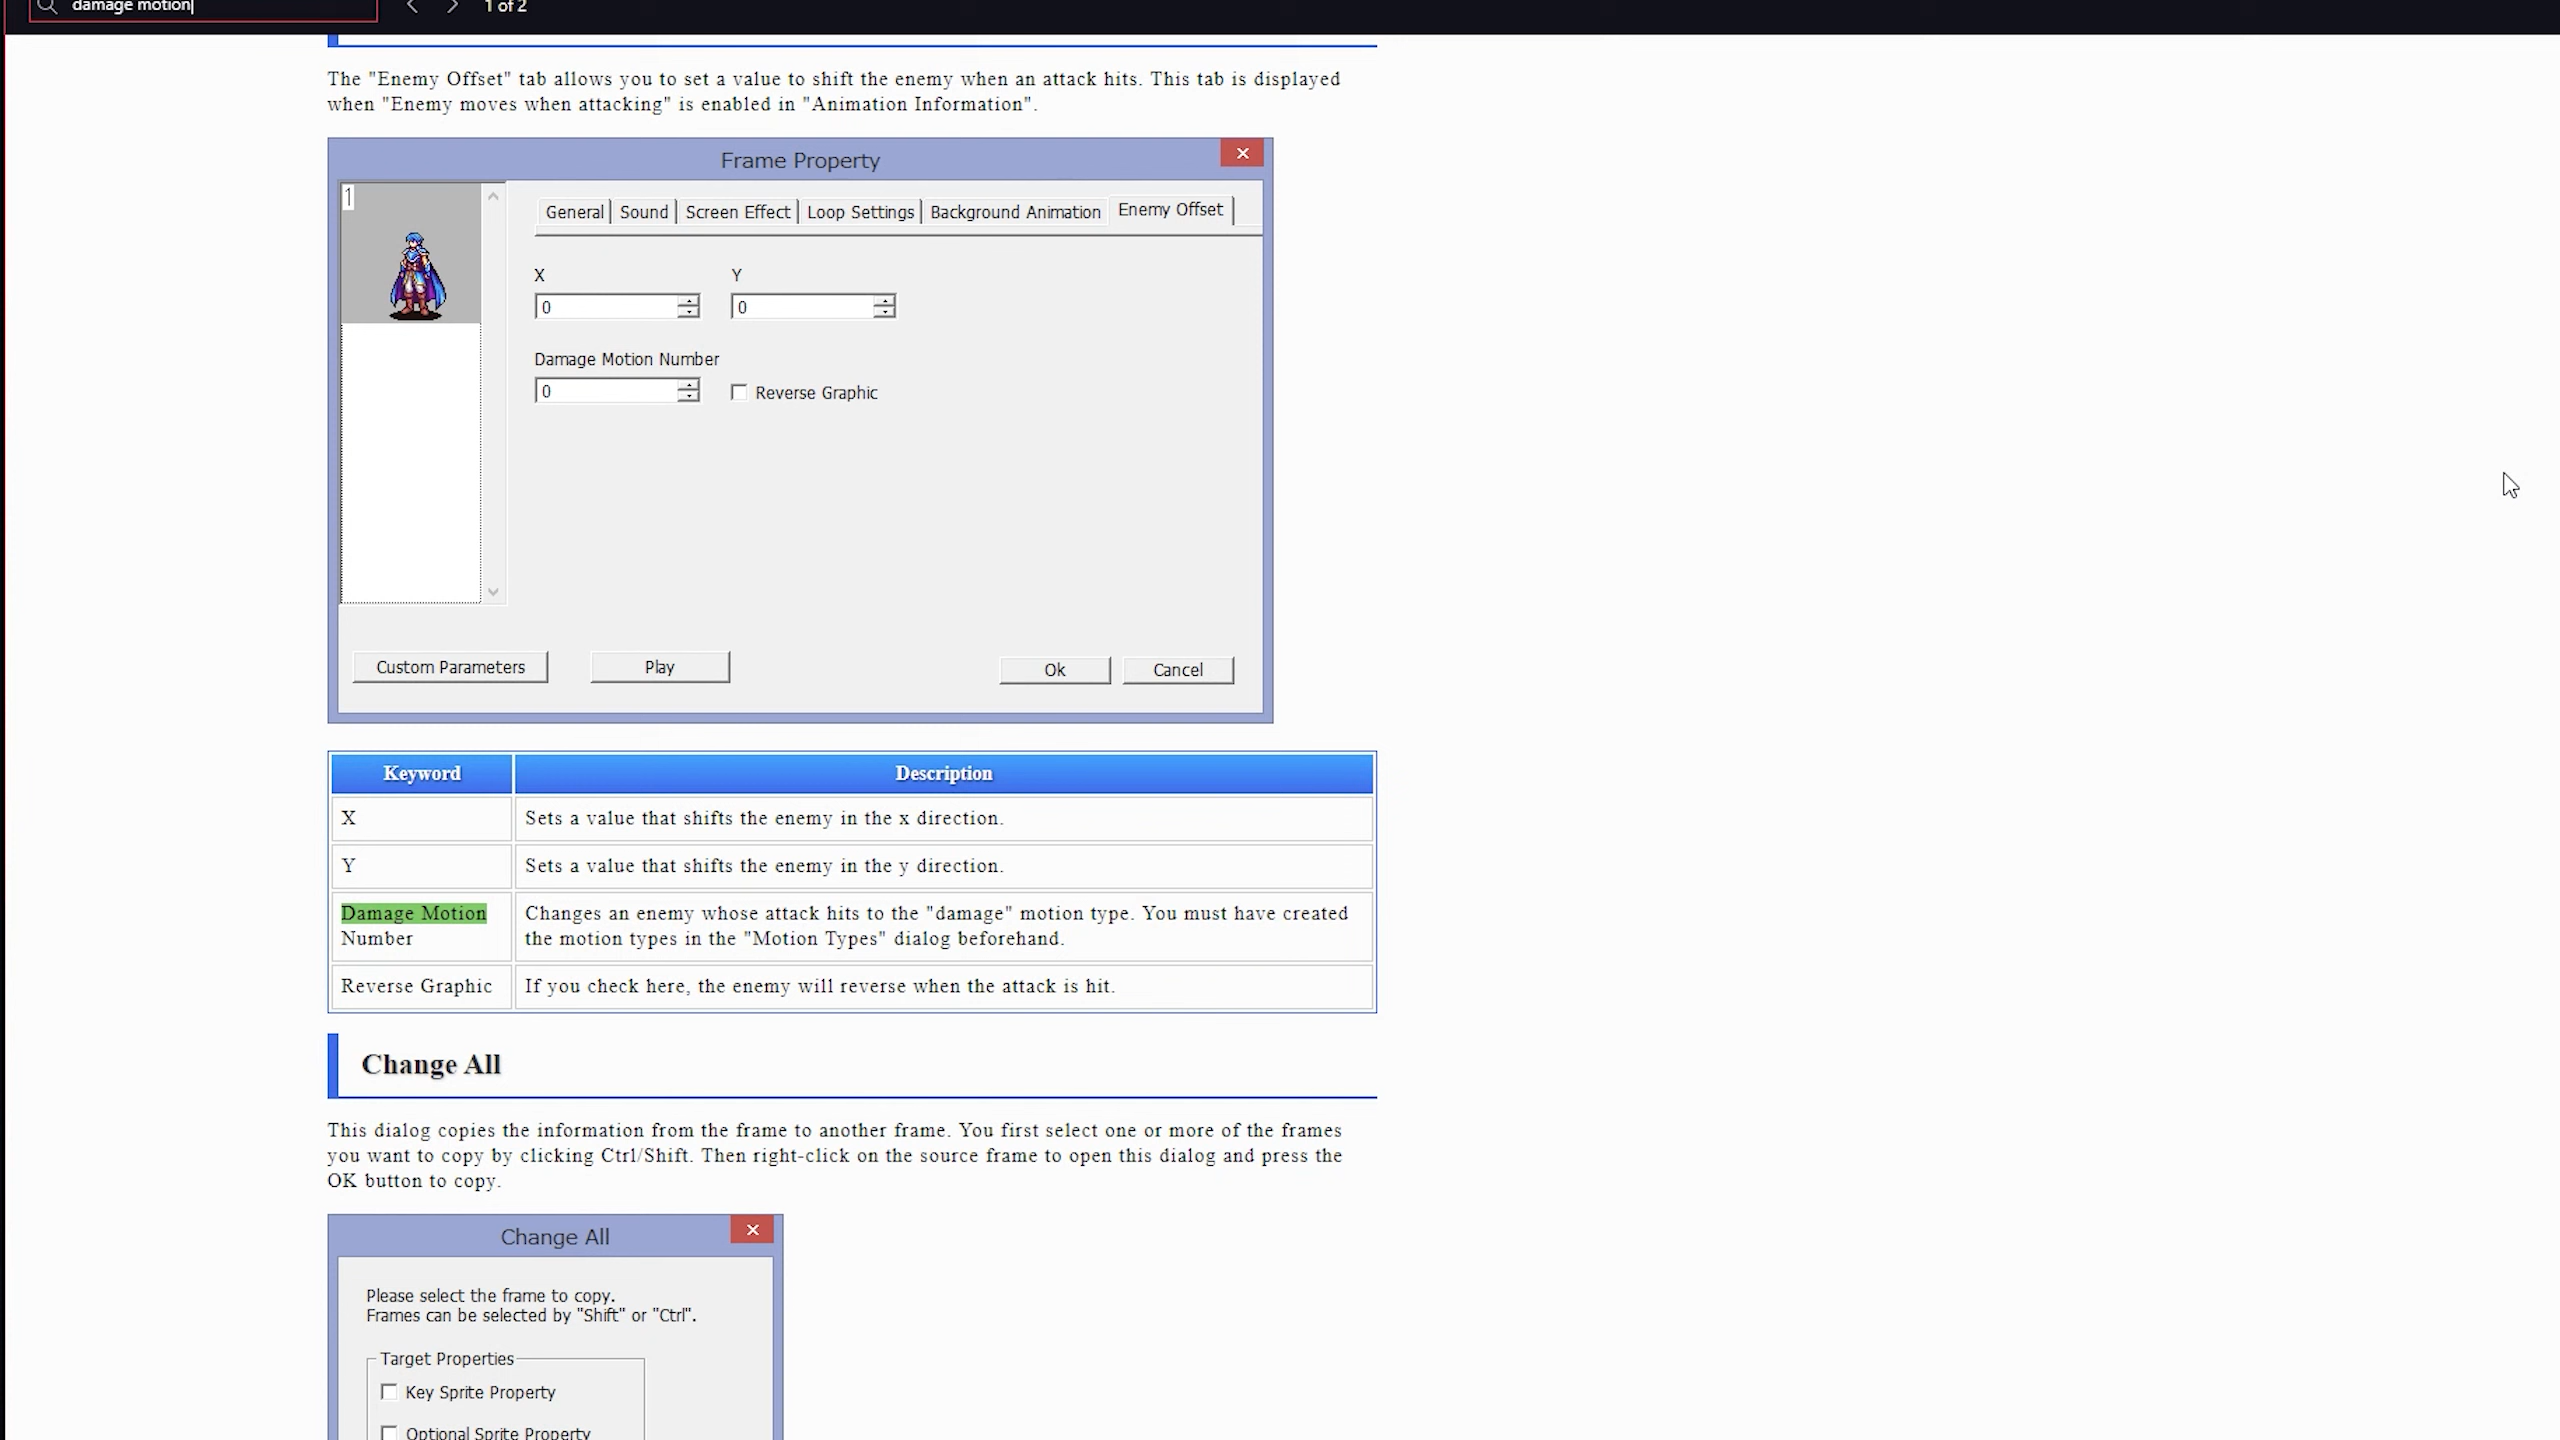 damage motion
1 of 2
The "Enemy Offset" tab allows you to set a value to shift the enemy when an attack hits. This tab is displayed
when "Enemy moves when attacking" is enabled in "Animation Information".
Frame Property
1
General Sound Screen Effect Loop Settings Background Animation Enemy Offset
X Y
0 0
Damage Motion Number
0 Reverse Graphic
Custom Parameters Play Ok Cancel
Keyword Description
X Sets a value that shifts the enemy in the x direction.
Y Sets a value that shifts the enemy in the y direction.
Damage Motion Changes an enemy whose attack hits to the "damage" motion type. You must have created
Number the motion types in the "Motion Types" dialog beforehand.
Reverse Graphic If you check here, the enemy will reverse when the attack is hit.
Change All
This dialog copies the information from the frame to another frame. You first select one or more of the frames
you want to copy by clicking Ctrl/Shift. Then right-click on the source frame to open this dialog and press the
OK button to copy.
Change All
Please select the frame to copy.
Frames can be selected by "Shift" or "Ctrl".
Target Properties
Key Sprite Property
Optional Sprite Property